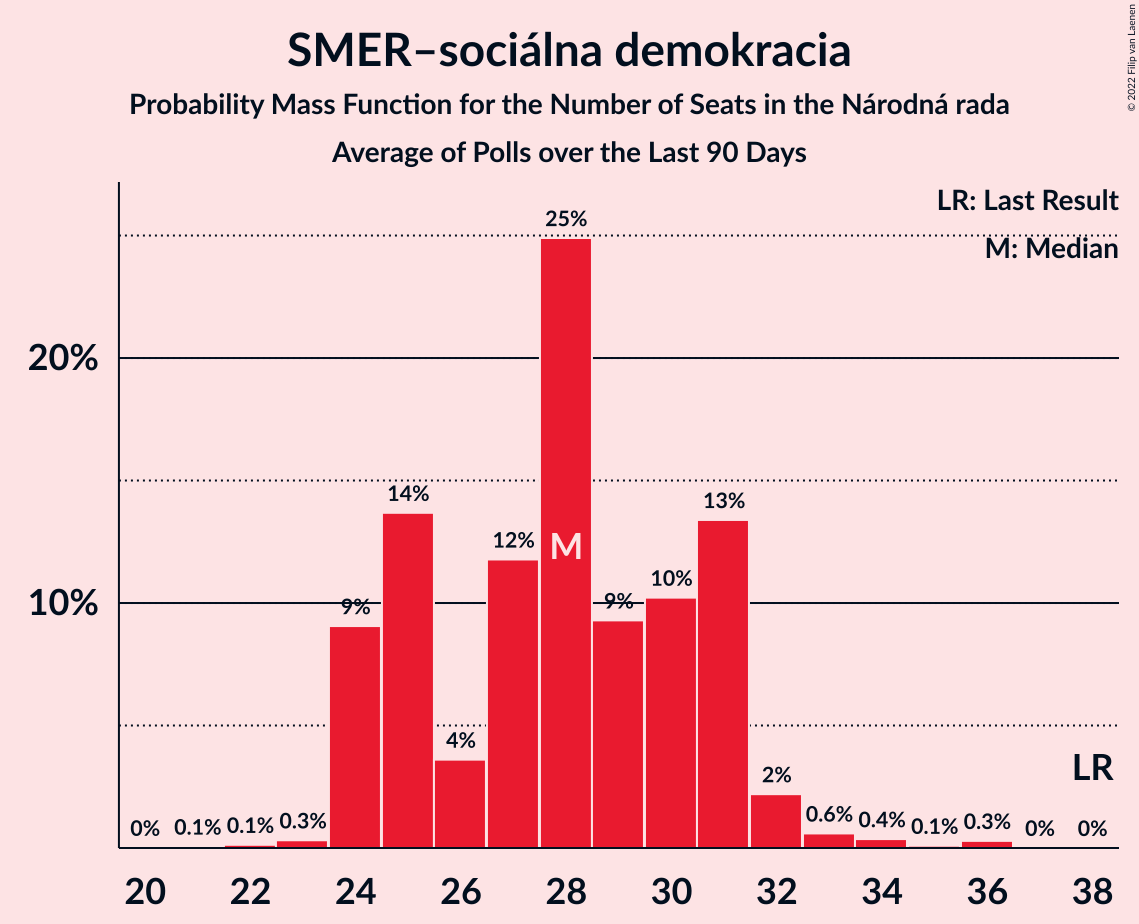 SMER–sociálna demokracia
Probability Mass Function for the Number of Seats in the Národná rada
Average of Polls over the Last 90 Days
© 2022 Filip van Laenen
LR: Last Result
M: Median
20%
10%
0%
0.1%
0.1%
0.3%
9%
14%
4%
12%
25%
M
9%
10%
13%
2%
0.6%
0.4%
0.1%
0.3%
0%
0%
LR
20 22 24 26 28 30 32 34 36 38